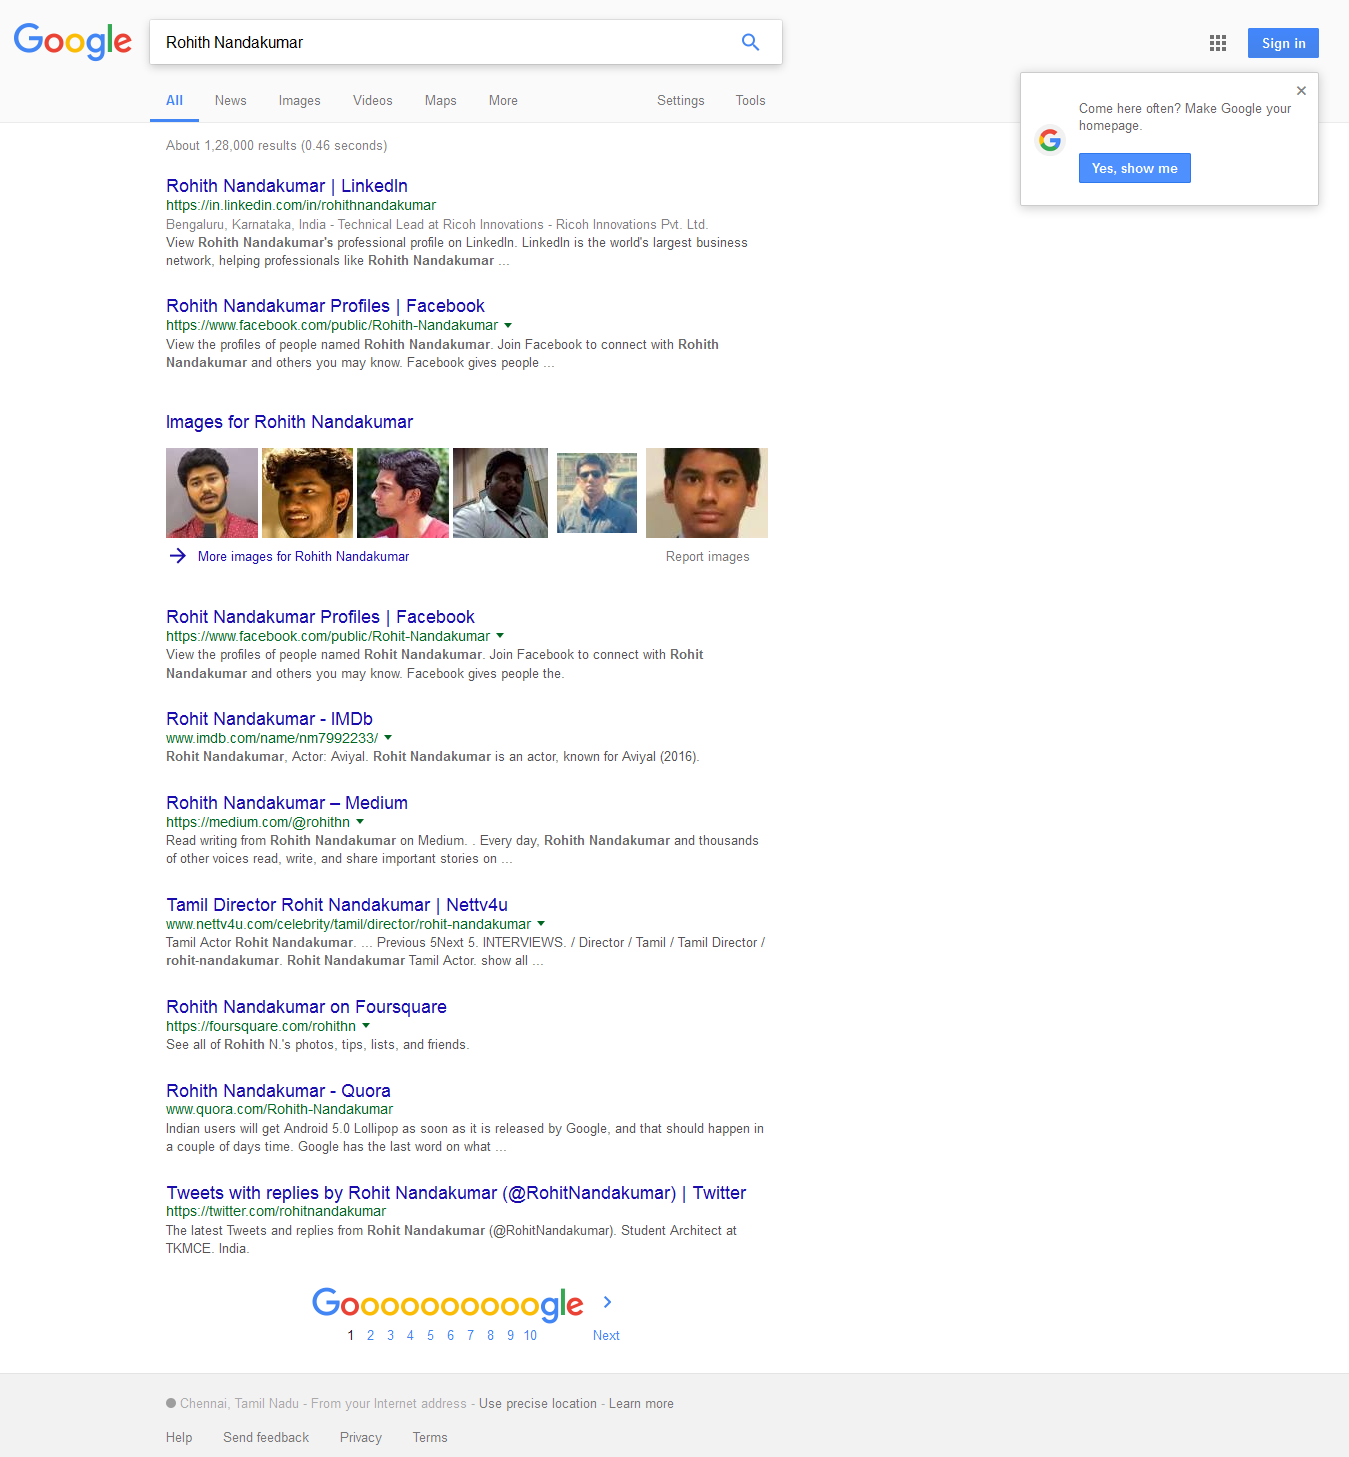 Google
Rohith Nandakumar
Sign in
All News Images Videos Maps More Settings Tools
Come here often? Make Google your
homepage.
Yes, show me
About 1,28,000 results (0.46 seconds)
Rohith Nandakumar | LinkedIn
https://in.linkedin.com/in/rohithnandakumar
Bengaluru, Karnataka, India - Technical Lead at Ricoh Innovations - Ricoh Innovations Pvt. Ltd.
View Rohith Nandakumar's professional profile on LinkedIn. LinkedIn is the world's largest business
network, helping professionals like Rohith Nandakumar ...
Rohith Nandakumar Profiles | Facebook
https://www.facebook.com/public/Rohith-Nandakumar
View the profiles of people named Rohith Nandakumar. Join Facebook to connect with Rohith
Nandakumar and others you may know. Facebook gives people ...
Images for Rohith Nandakumar
More images for Rohith Nandakumar
Report images
Rohit Nandakumar Profiles | Facebook
https://www.facebook.com/public/Rohit-Nandakumar
View the profiles of people named Rohit Nandakumar. Join Facebook to connect with Rohit
Nandakumar and others you may know. Facebook gives people the.
Rohit Nandakumar - IMDb
www.imdb.com/name/nm7992233/
Rohit Nandakumar, Actor: Aviyal. Rohit Nandakumar is an actor, known for Aviyal (2016).
Rohith Nandakumar – Medium
https://medium.com/@rohithn
Read writing from Rohith Nandakumar on Medium. . Every day, Rohith Nandakumar and thousands
of other voices read, write, and share important stories on ...
Tamil Director Rohit Nandakumar | Nettv4u
www.nettv4u.com/celebrity/tamil/director/rohit-nandakumar
Tamil Actor Rohit Nandakumar. ... Previous 5Next 5. INTERVIEWS. / Director / Tamil / Tamil Director /
rohit-nandakumar. Rohit Nandakumar Tamil Actor. show all ...
Rohith Nandakumar on Foursquare
https://foursquare.com/rohithn
See all of Rohith N.'s photos, tips, lists, and friends.
Rohith Nandakumar - Quora
www.quora.com/Rohith-Nandakumar
Indian users will get Android 5.0 Lollipop as soon as it is released by Google, and that should happen in
a couple of days time. Google has the last word on what ...
Tweets with replies by Rohit Nandakumar (@RohitNandakumar) | Twitter
https://twitter.com/rohitnandakumar
The latest Tweets and replies from Rohit Nandakumar (@RohitNandakumar). Student Architect at
TKMCE. India.
Goooooooooogle
1 2 3 4 5 6 7 8 9 10 Next
Chennai, Tamil Nadu - From your Internet address - Use precise location - Learn more
Help Send feedback Privacy Terms